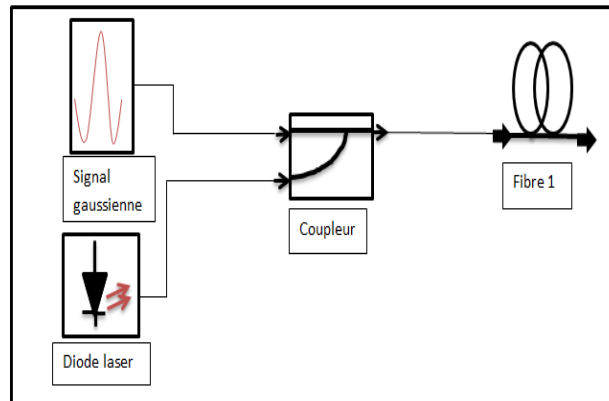 Signal
gaussienne
Coupleur
Fibre 1
Diode laser